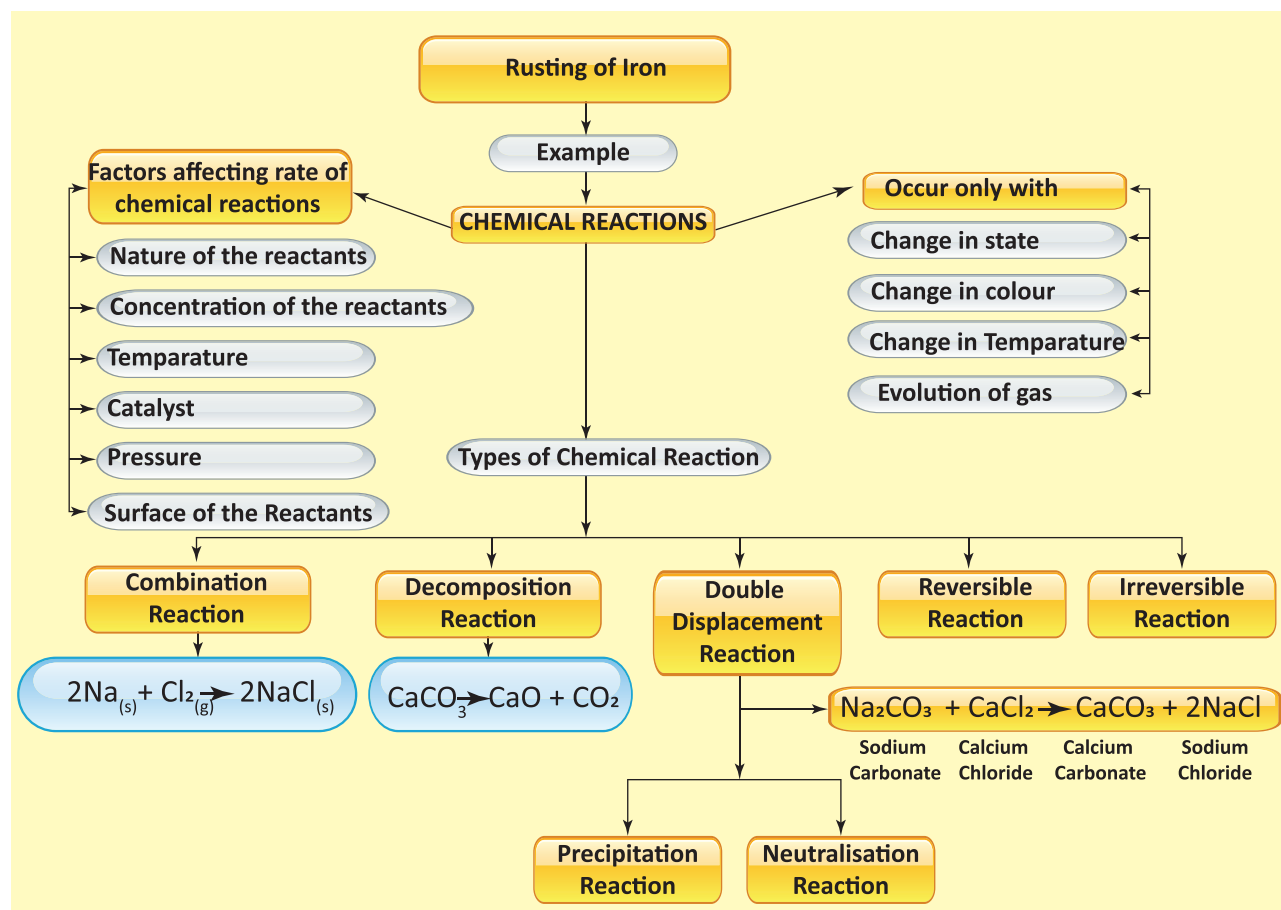 Rusting of Iron
Example
CHEMICAL REACTIONS
Factors affecting rate of
chemical reactions
Nature of the reactants
Concentration of the reactants
Temparature
Catalyst
Pressure
Surface of the Reactants
Occur only with
Change in state
Change in colour
Change in Temparature
Evolution of gas
Types of Chemical Reaction
Combination
Reaction
2Na(s) + Cl₂(g) → 2NaCl(s)
Decomposition
Reaction
CaCO₃ → CaO + CO₂
Double
Displacement
Reaction
Reversible
Reaction
Irreversible
Reaction
Na₂CO₃ + CaCl₂ → CaCO₃ + 2NaCl
Sodium Calcium Calcium Sodium
Carbonate Chloride Carbonate Chloride
Precipitation
Reaction
Neutralisation
Reaction